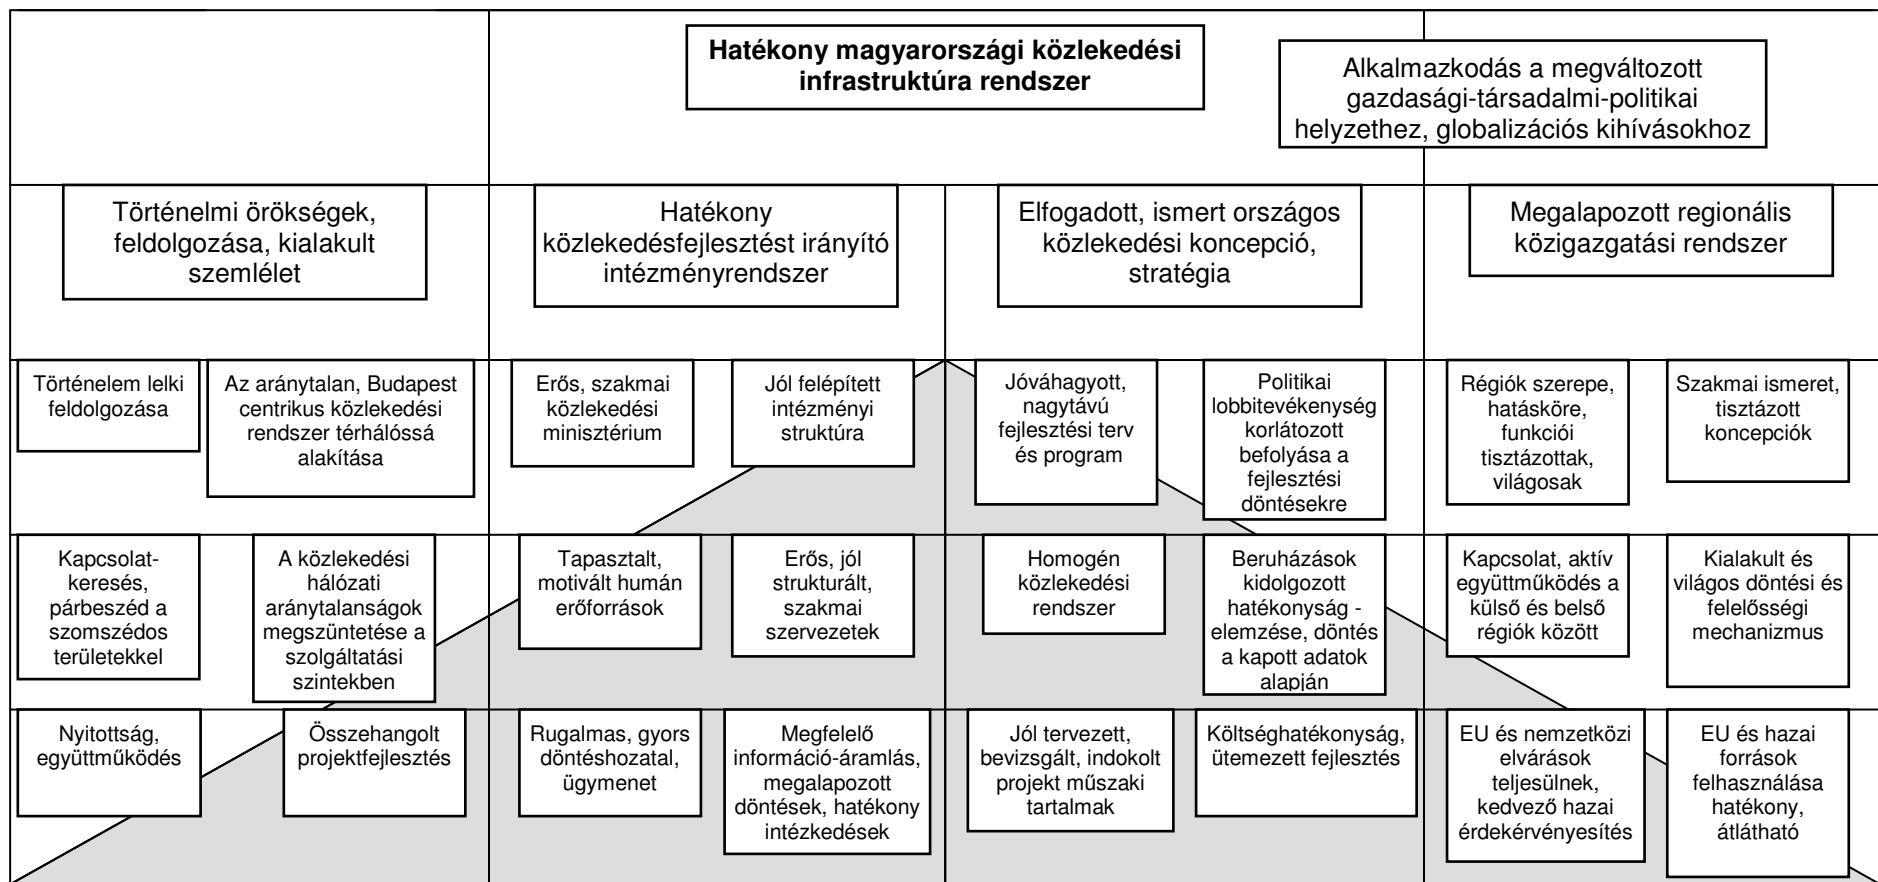 Hatékony magyarországi közlekedési
infrastruktúra rendszer
Alkalmazkodás a megváltozott
gazdasági-társadalmi-politikai
helyzethez, globalizációs kihívásokhoz
Történelmi örökségek,
feldolgozása, kialakult
szemlélet
Hatékony
közlekedésfejlesztést irányító
intézményrendszer
Elfogadott, ismert országos
közlekedési koncepció,
stratégia
Megalapozott regionális
közigazgatási rendszer
Történelem lelki
feldolgozása
Az aránytalan, Budapest
centrikus közlekedési
rendszer térhálóssá
alakítása
Erős, szakmai
közlekedési
minisztérium
Jól felépített
intézményi
struktúra
Jóváhagyott,
nagytávú
fejlesztési terv
és program
Politikai
lobbitevékenység
korlátozott
befolyása a
fejlesztési
döntésekre
Régiók szerepe,
hatásköre,
funkciói
tisztázottak,
világosak
Szakmai ismeret,
tisztázott
koncepciók
Kapcsolat-
keresés,
párbeszéd a
szomszédos
területekkel
A közlekedési
hálózati
aránytalanságok
megszüntetése a
szolgáltatási
szintekben
Tapasztalt,
motivált humán
erőforrások
Erős, jól
strukturált,
szakmai
szervezetek
Homogén
közlekedési
rendszer
Beruházások
kidolgozott
hatékonyság -
elemzése, döntés
a kapott adatok
alapján
Kapcsolat, aktív
együttműködés a
külső és belső
régiók között
Kialakult és
világos döntési és
felelősségi
mechanizmus
Nyitottság,
együttműködés
Összehangolt
projektfejlesztés
Rugalmas, gyors
döntéshozatal,
ügymenet
Megfelelő
információ-áramlás,
megalapozott
döntések, hatékony
intézkedések
Jól tervezett,
bevizsgált, indokolt
projekt műszaki
tartalmak
Költséghatékonyság,
ütemezett fejlesztés
EU és nemzetközi
elvárások
teljesülnek,
kedvező hazai
érdekérvényesítés
EU és hazai
források
felhasználása
hatékony,
átlátható